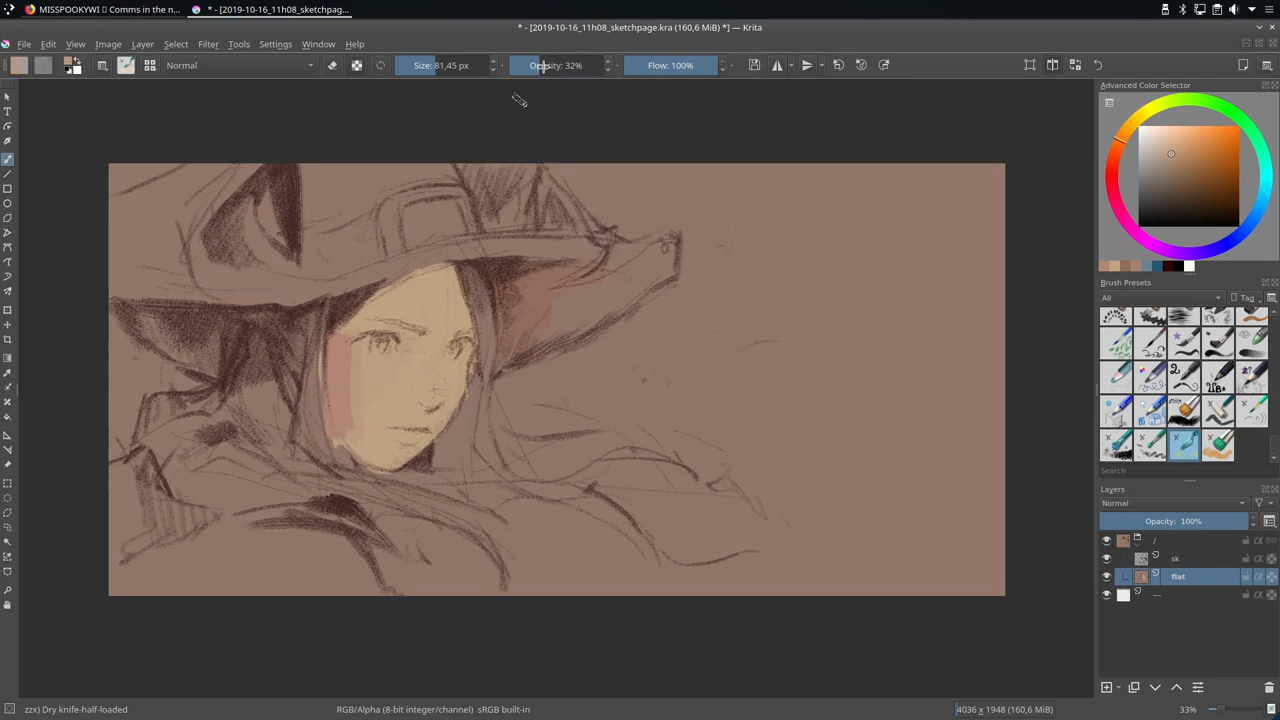 MISSPOOKYWI Comms in the n...
* - [2019-10-16_11h08_sketchpag...
* - [2019-10-16_11h08_sketchpage.kra (160,6 MiB) *] — Krita
File Edit View Image Layer Select Filter Tools Settings Window Help
Normal Size: 81,45 px Opacity: 32% Flow: 100%
Advanced Color Selector
Brush Presets
All Tag
Search
Layers
Normal
Opacity: 100%
/
sk
flat
zzx) Dry knife-half-loaded RGB/Alpha (8-bit integer/channel) sRGB built-in 4036 x 1948 (160,6 MiB) 33%